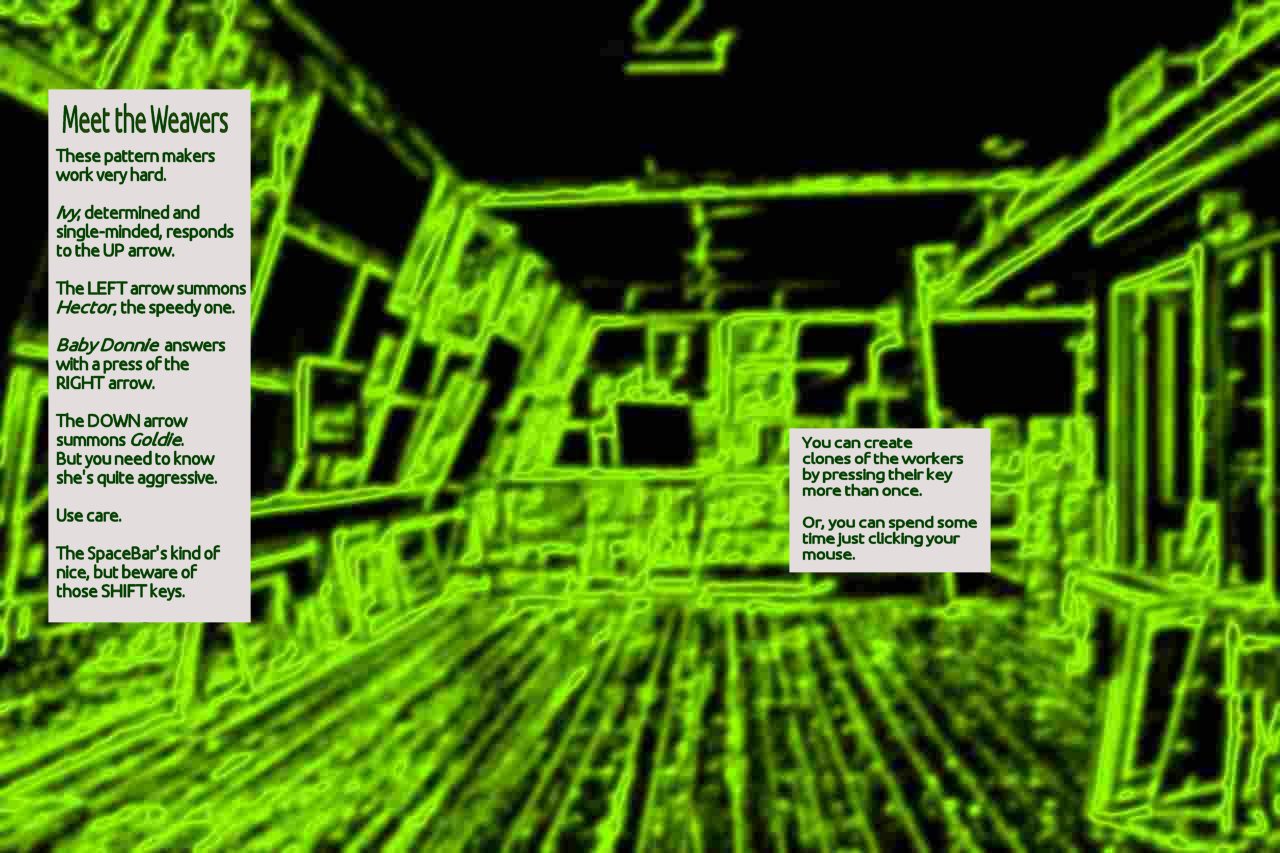 Meet the Weavers
These pattern makers
work very hard.
Ivy, determined and
single-minded, responds
to the UP arrow.
The LEFT arrow summons
Hector, the speedy one.
Baby Donnie answers
with a press of the
RIGHT arrow.
The DOWN arrow
summons Goldie.
But you need to know
she's quite aggressive.
Use care.
The SpaceBar's kind of
nice, but beware of
those SHIFT keys.
You can create
clones of the workers
by pressing their key
more than once.
Or, you can spend some
time just clicking your
mouse.